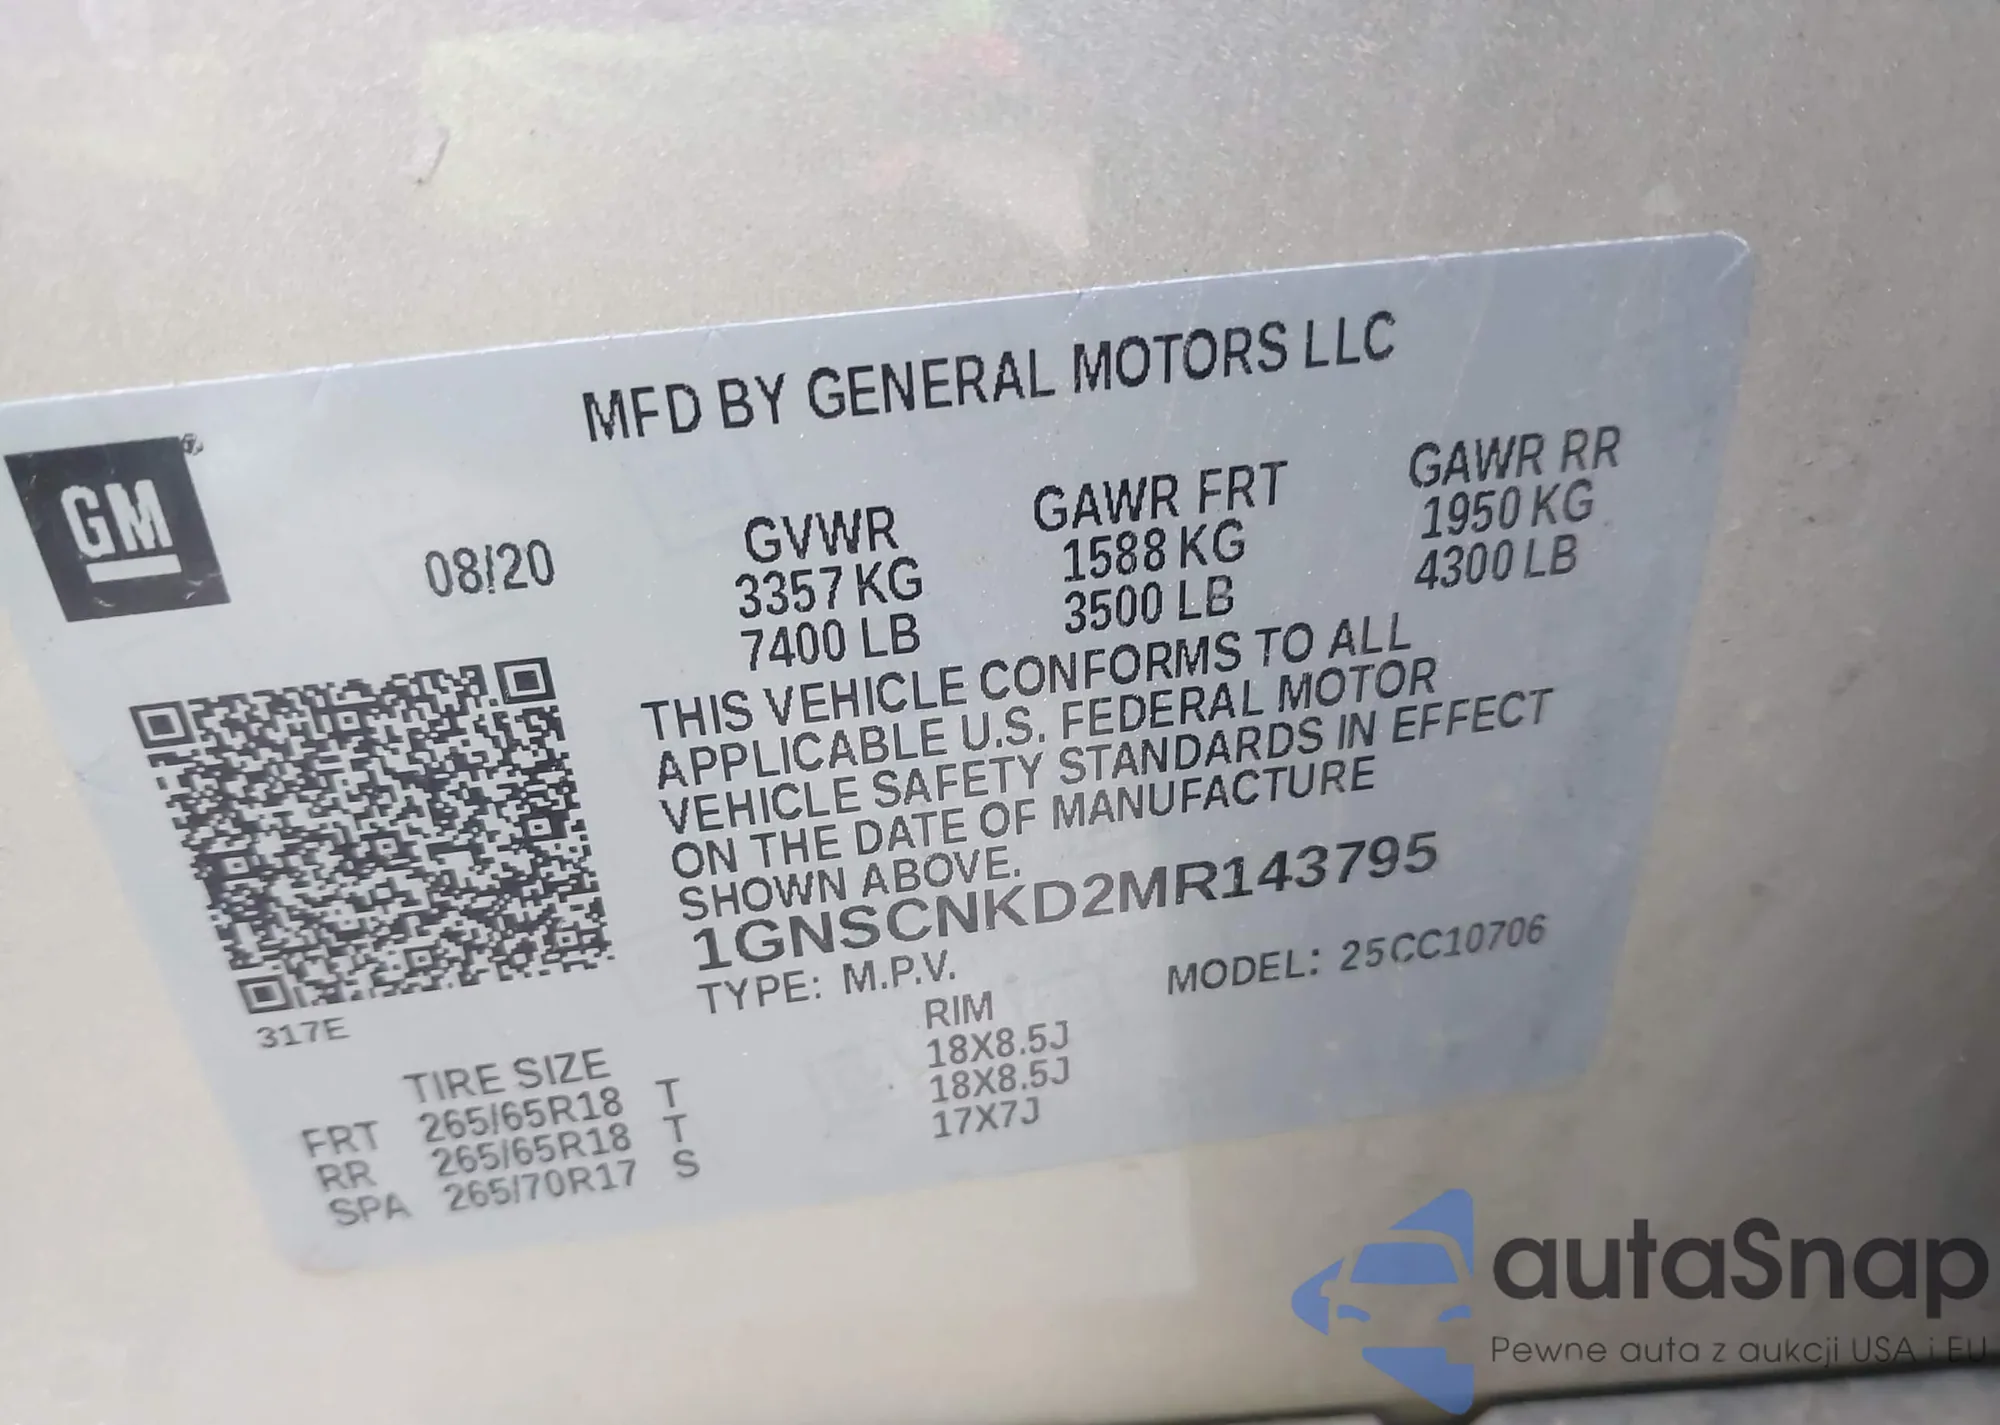 MFD BY GENERAL MOTORS LLC
GM
08/20
GVWR
3357 KG
7400 LB
GAWR FRT
1588 KG
3500 LB
GAWR RR
1950 KG
4300 LB
THIS VEHICLE CONFORMS TO ALL
APPLICABLE U.S. FEDERAL MOTOR
VEHICLE SAFETY STANDARDS IN EFFECT
ON THE DATE OF MANUFACTURE
SHOWN ABOVE.
1GNSCNKD2MR143795
TYPE: M.P.V.
MODEL: 25CC10706
317E
TIRE SIZE RIM
FRT 265/65R18 T 18X8.5J
RR 265/65R18 T 18X8.5J
SPA 265/70R17 S 17X7J
autaSnap
Pewne auta z aukcji USA i EU